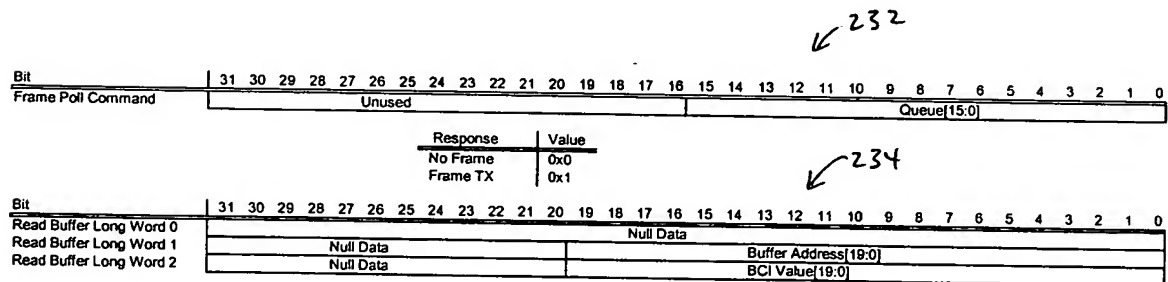 232
Bit 31 30 29 28 27 26 25 24 23 22 21 20 19 18 17 16 15 14 13 12 11 10 9 8 7 6 5 4 3 2 1 0
Frame Poll Command Unused Queue[15:0]
Response Value
No Frame 0x0
Frame TX 0x1
234
Bit 31 30 29 28 27 26 25 24 23 22 21 20 19 18 17 16 15 14 13 12 11 10 9 8 7 6 5 4 3 2 1 0
Read Buffer Long Word 0 Null Data
Read Buffer Long Word 1 Null Data Buffer Address[19:0]
Read Buffer Long Word 2 Null Data BCI Value[19:0]